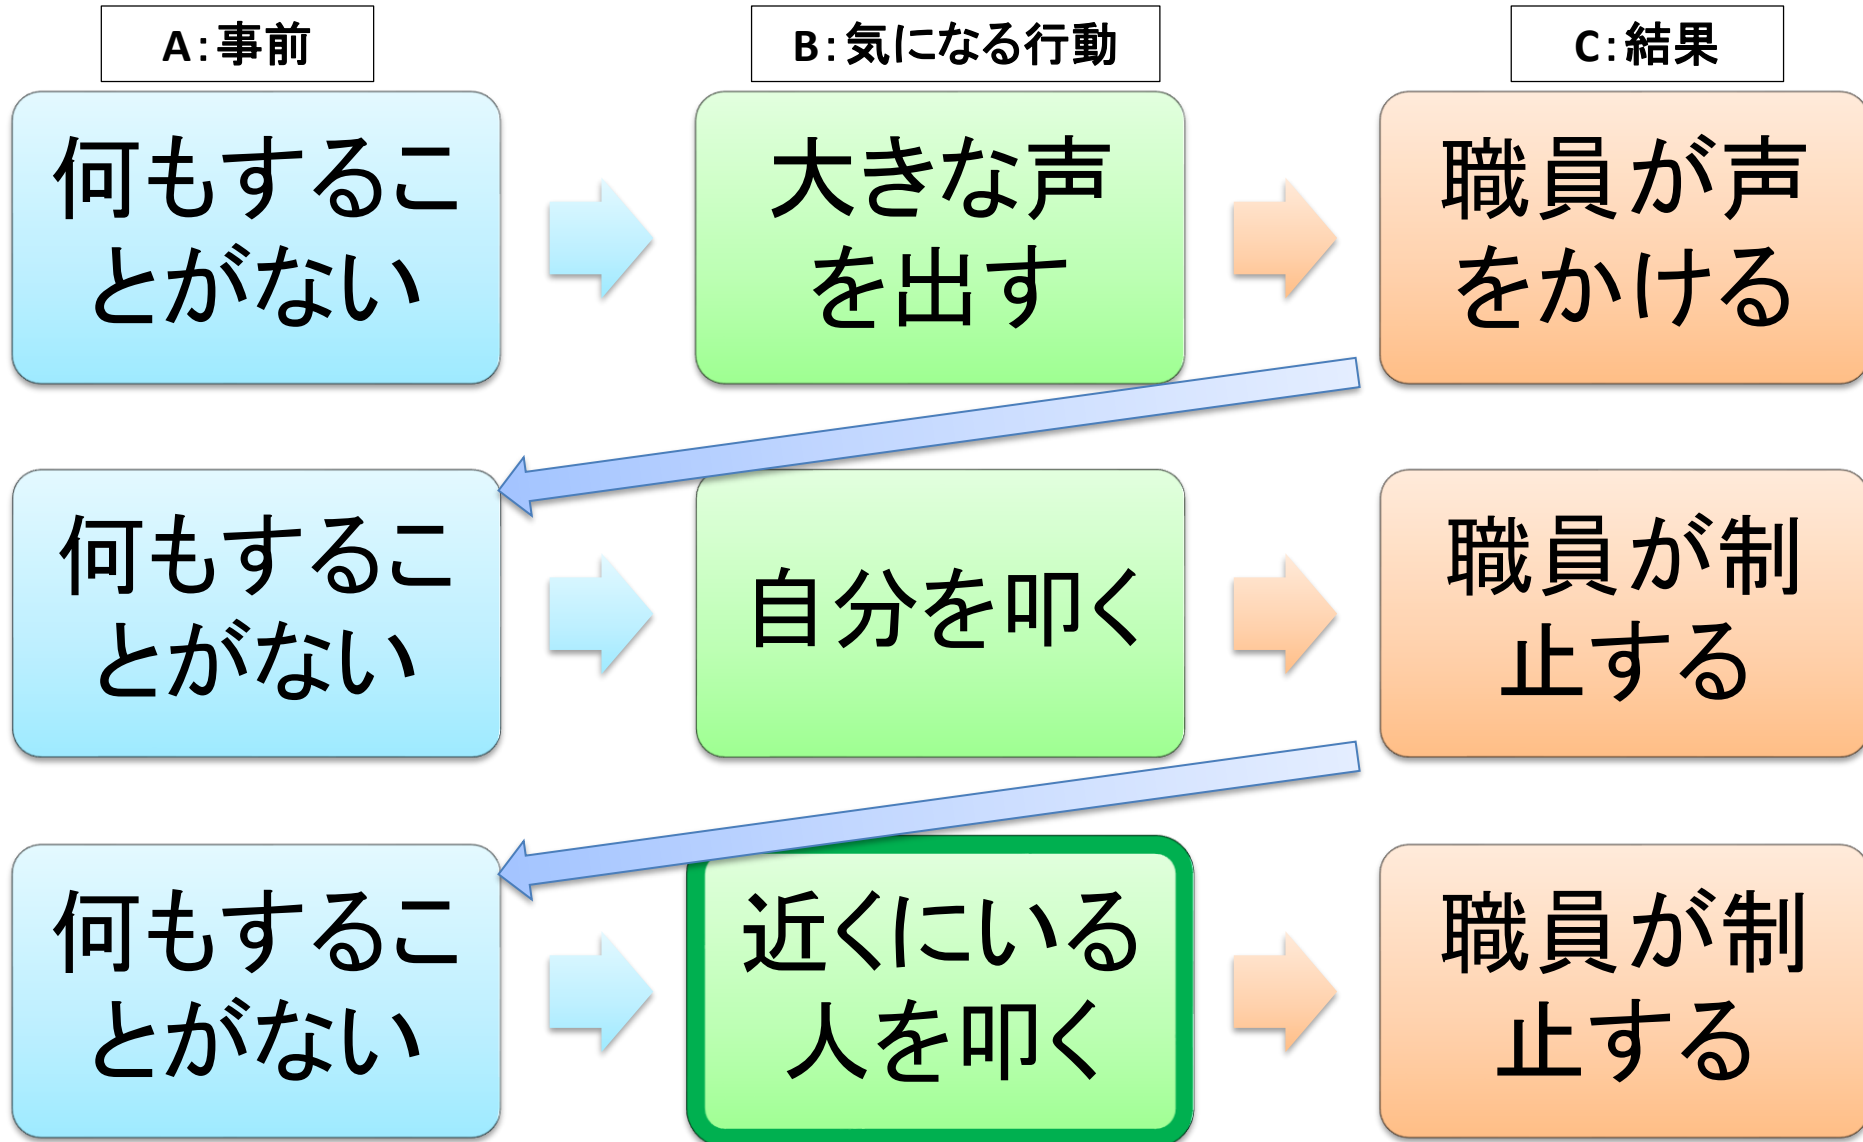 A:事前
B:気になる行動
C:結果
何もするこ
とがない
大きな声
を出す
職員が声
をかける
何もするこ
とがない
自分を叩く
職員が制
止する
何もするこ
とがない
近くにいる
人を叩く
職員が制
止する